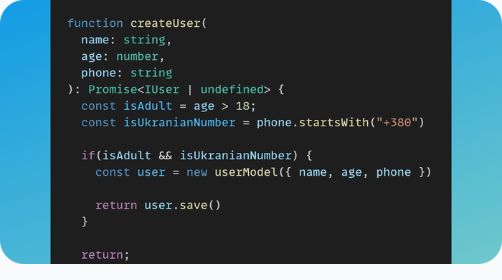 function createUser(
name: string,
age: number,
phone: string
): Promise<IUser | undefined> {
const isAdult = age > 18;
const isUkranianNumber = phone.startsWith("+380")
if(isAdult && isUkranianNumber) {
const user = new userModel({ name, age, phone })
return user.save()
}
return;